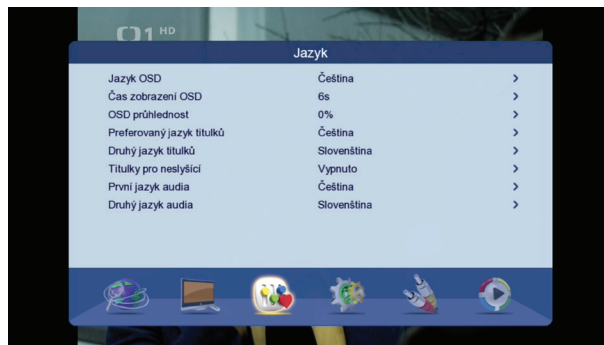 1 HD
Jazyk
Jazyk OSD Čeština >
Čas zobrazení OSD 6s >
OSD průhlednost 0% >
Preferovaný jazyk titulků Čeština >
Druhý jazyk titulků Slovenština >
Titulky pro neslyšící Vypnuto >
První jazyk audia Čeština >
Druhý jazyk audia Slovenština >